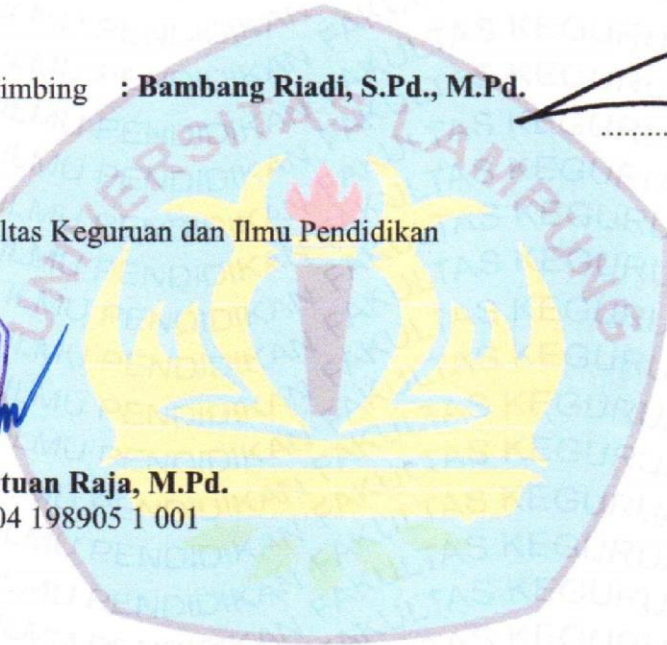 imbing : Bambang Riadi, S.Pd., M.Pd.
UNIVERSITAS LAMPUNG
ltas Keguruan dan Ilmu Pendidikan
tuan Raja, M.Pd.
04 198905 1 001